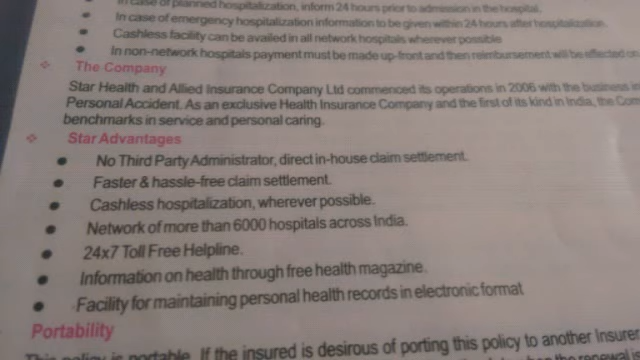 In case of planned hospitalization, inform 24 hours prior to admission in the hospital.
In case of emergency hospitalization information to be given within 24 hours after hospitalization.
Cashless facility can be availed in all network hospitals wherever possible
In non-network hospitals payment must be made up-front and then reimbursement will be effected on
The Company
Star Health and Allied Insurance Company Ltd commenced its operations in 2006 with the business in
Personal Accident. As an exclusive Health Insurance Company and the first of its kind in India, the Com
benchmarks in service and personal caring.
Star Advantages
No Third Party Administrator, direct in-house claim settlement.
Faster & hassle-free claim settlement.
Cashless hospitalization, wherever possible.
Network of more than 6000 hospitals across India.
24x7 Toll Free Helpline.
Information on health through free health magazine.
Facility for maintaining personal health records in electronic format
Portability
This policy is portable. If the insured is desirous of porting this policy to another Insurer